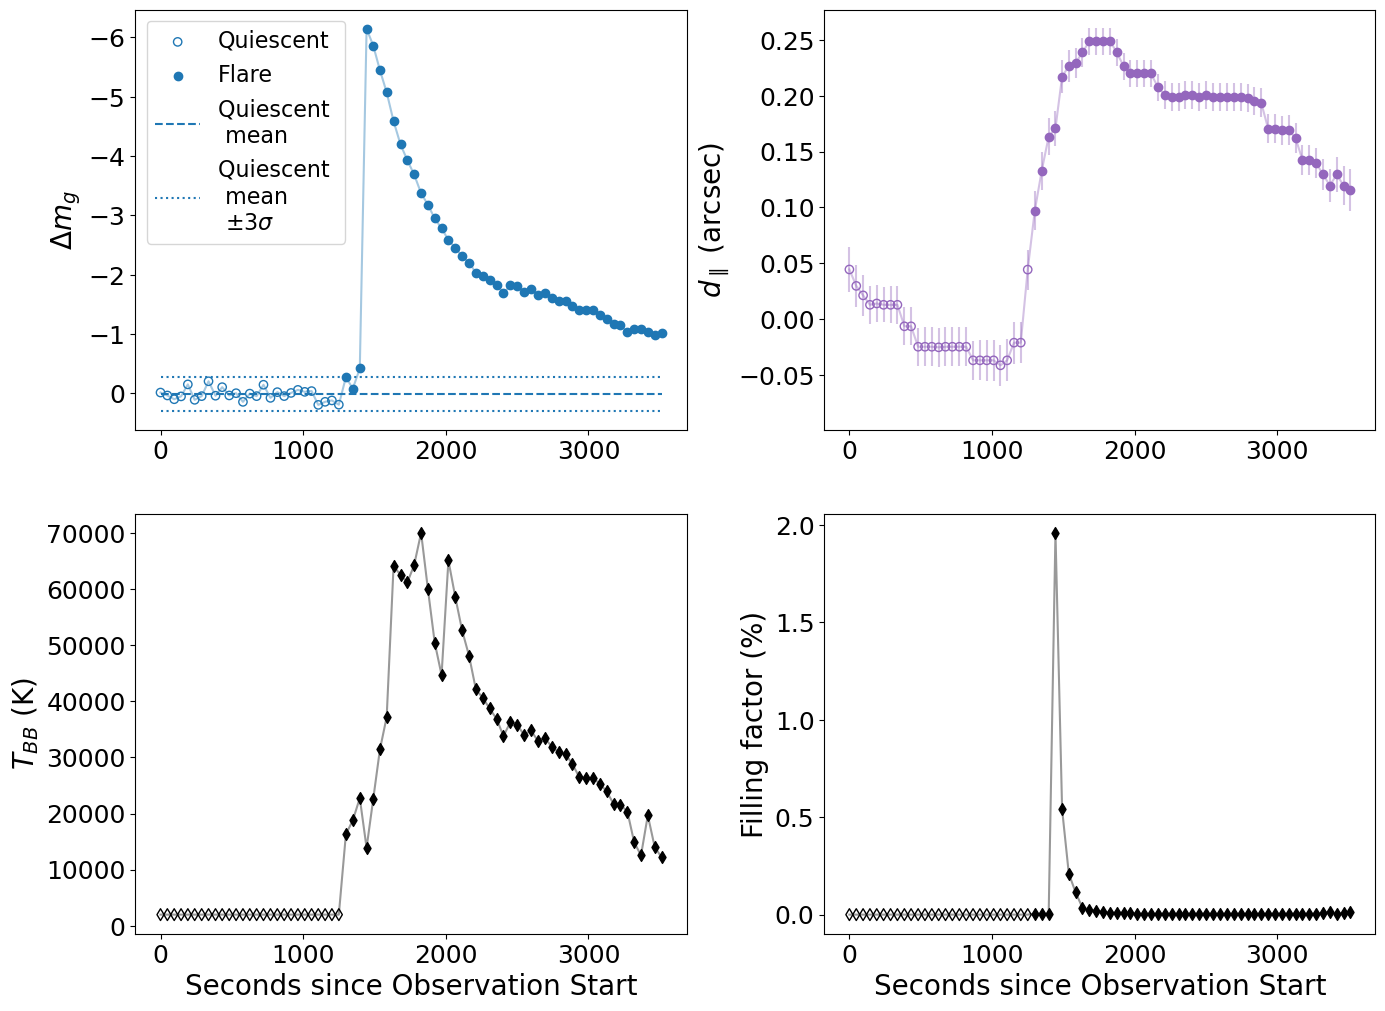 −6
−5
−4
−3
−2
−1
0
Δm_g
Quiescent
Flare
Quiescent
mean
Quiescent
mean
±3σ
0 1000 2000 3000
0.25
0.20
0.15
0.10
0.05
0.00
−0.05
d_∥ (arcsec)
0 1000 2000 3000
70000
60000
50000
40000
30000
20000
10000
0
T_BB (K)
0 1000 2000 3000
Seconds since Observation Start
2.0
1.5
1.0
0.5
0.0
Filling factor (%)
0 1000 2000 3000
Seconds since Observation Start